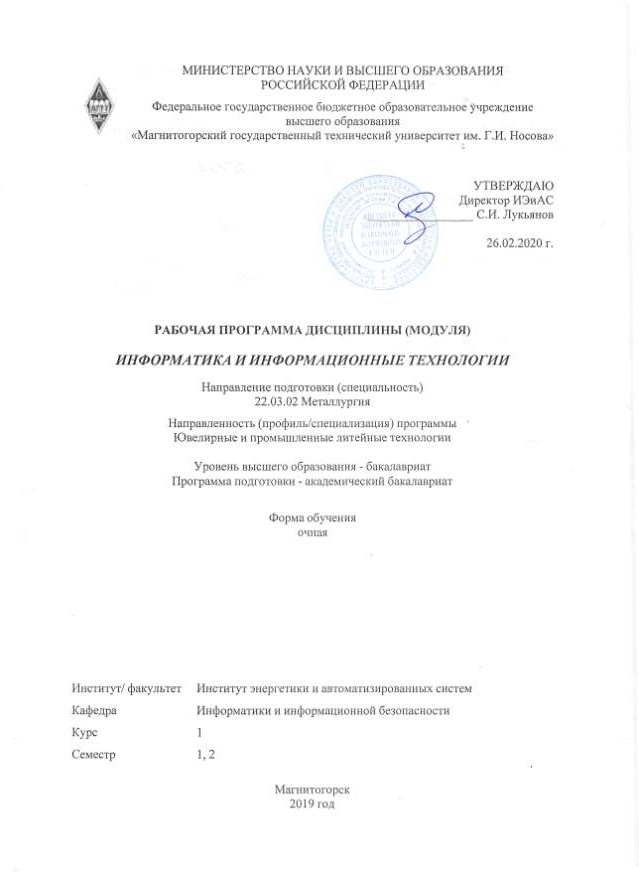 МИНИСТЕРСТВО НАУКИ И ВЫСШЕГО ОБРАЗОВАНИЯ
РОССИЙСКОЙ ФЕДЕРАЦИИ
Федеральное государственное бюджетное образовательное учреждение
высшего образования
«Магнитогорский государственный технический университет им. Г.И. Носова»
УТВЕРЖДАЮ
Директор ИЭиАС
С.И. Лукьянов
26.02.2020 г.
РАБОЧАЯ ПРОГРАММА ДИСЦИПЛИНЫ (МОДУЛЯ)
ИНФОРМАТИКА И ИНФОРМАЦИОННЫЕ ТЕХНОЛОГИИ
Направление подготовки (специальность)
22.03.02 Металлургия
Направленность (профиль/специализация) программы
Ювелирные и промышленные литейные технологии
Уровень высшего образования - бакалавриат
Программа подготовки - академический бакалавриат
Форма обучения
очная
Институт/ факультет Институт энергетики и автоматизированных систем
Кафедра Информатики и информационной безопасности
Курс 1
Семестр 1, 2
Магнитогорск
2019 год